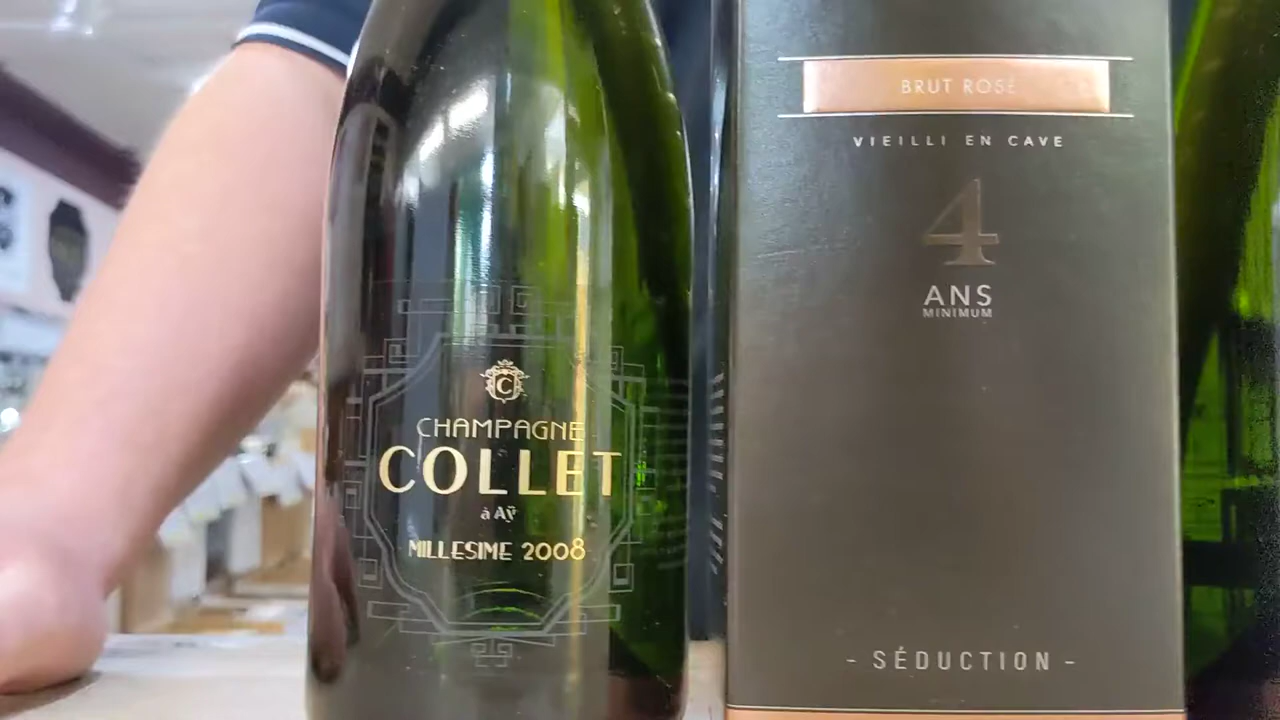 C
CHAMPAGNE
COLLET
à Aÿ
MILLESIME 2008
BRUT ROSÉ
VIEILLI EN CAVE
4
ANS
MINIMUM
- SÉDUCTION -